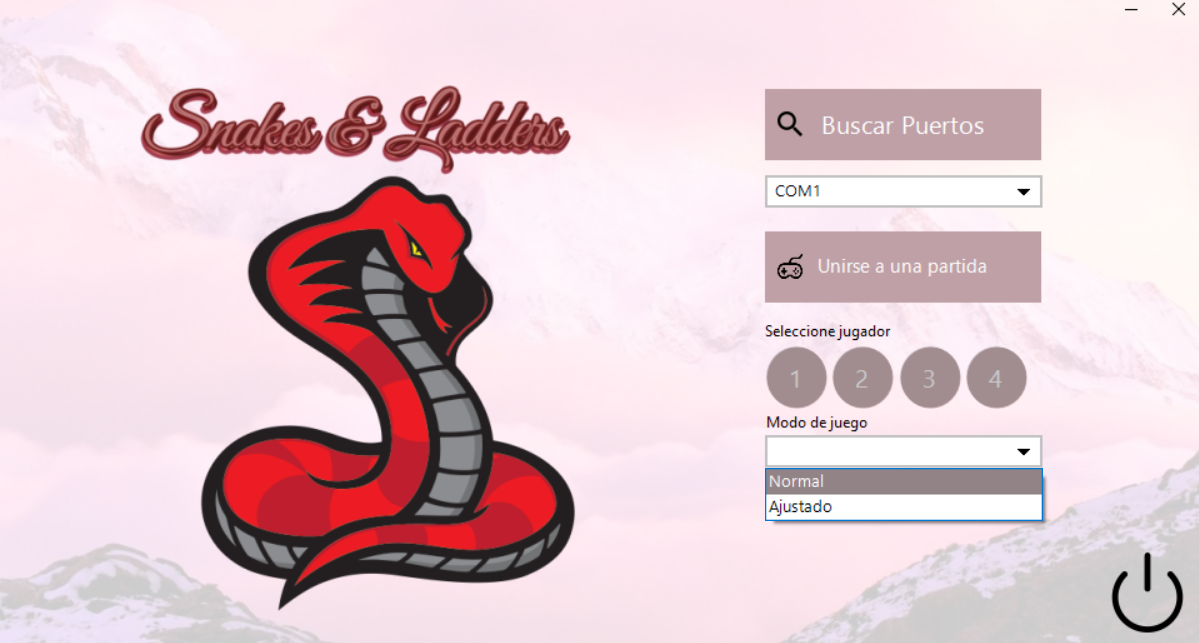 Snakes & Ladders
Buscar Puertos
COM1
Unirse a una partida
Seleccione jugador
1 2 3 4
Modo de juego
Normal
Ajustado